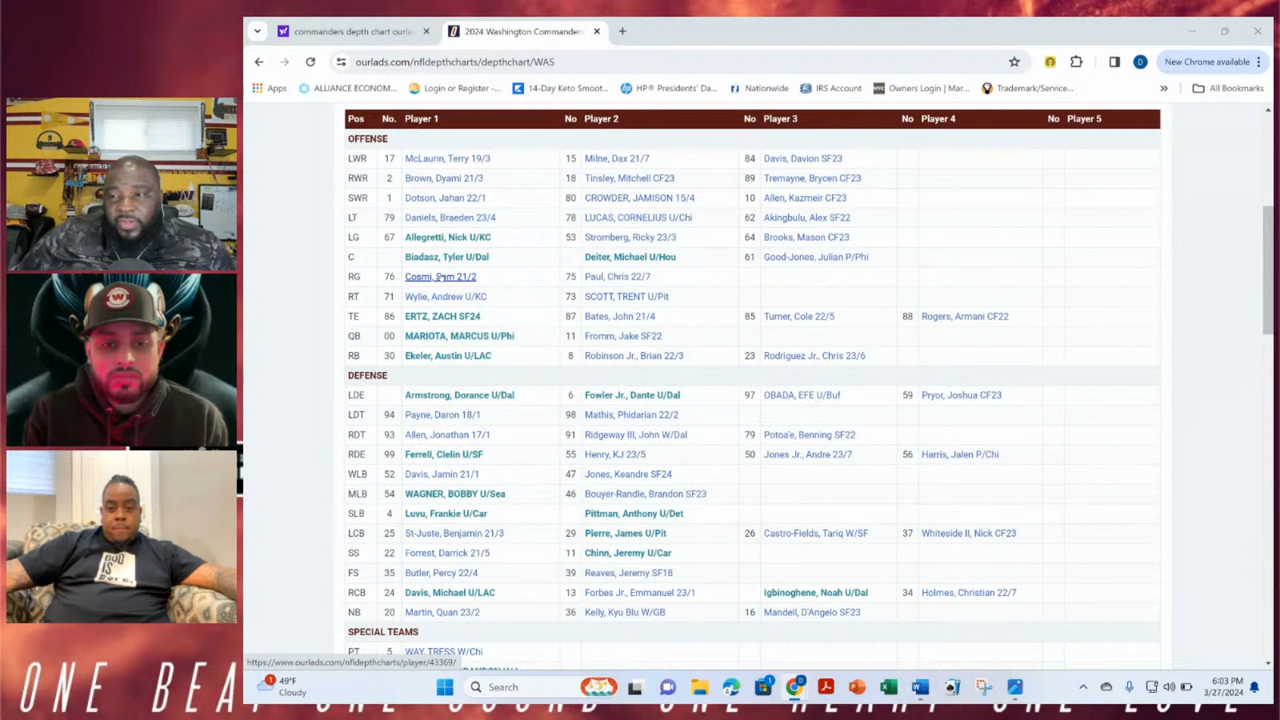 commanders depth chart ourla
2024 Washington Commander
ourlads.com/nfldepthcharts/depthchart/WAS
New Chrome available
Apps ALLIANCE ECONOM... Login or Register -... 14-Day Keto Smoot... HP® Presidents' Da... Nationwide IRS Account Owners Login | Mar... Trademark/Service... » All Bookmarks
Pos No. Player 1 No Player 2 No Player 3 No Player 4 No Player 5
OFFENSE
LWR 17 McLaurin, Terry 19/3 15 Milne, Dax 21/7 84 Davis, Davion SF23
RWR 2 Brown, Dyami 21/3 18 Tinsley, Mitchell CF23 89 Tremayne, Brycen CF23
SWR 1 Dotson, Jahan 22/1 80 CROWDER, JAMISON 15/4 10 Allen, Kazmeir CF23
LT 79 Daniels, Braeden 23/4 78 LUCAS, CORNELIUS U/Chi 62 Akingbulu, Alex SF22
LG 67 Allegretti, Nick U/KC 53 Stromberg, Ricky 23/3 64 Brooks, Mason CF23
C Biadasz, Tyler U/Dal Deiter, Michael U/Hou 61 Good-Jones, Julian P/Phi
RG 76 Cosmi, Sam 21/2 75 Paul, Chris 22/7
RT 71 Wylie, Andrew U/KC 73 SCOTT, TRENT U/Pit
TE 86 ERTZ, ZACH SF24 87 Bates, John 21/4 85 Turner, Cole 22/5 88 Rogers, Armani CF22
QB 00 MARIOTA, MARCUS U/Phi 11 Fromm, Jake SF22
RB 30 Ekeler, Austin U/LAC 8 Robinson Jr., Brian 22/3 23 Rodriguez Jr., Chris 23/6
DEFENSE
LDE Armstrong, Dorance U/Dal 6 Fowler Jr., Dante U/Dal 97 OBADA, EFE U/Buf 59 Pryor, Joshua CF23
LDT 94 Payne, Daron 18/1 98 Mathis, Phidarian 22/2
RDT 93 Allen, Jonathan 17/1 91 Ridgeway III, John W/Dal 79 Potoa'e, Benning SF22
RDE 99 Ferrell, Clelin U/SF 55 Henry, KJ 23/5 50 Jones Jr., Andre 23/7 56 Harris, Jalen P/Chi
WLB 52 Davis, Jamin 21/1 47 Jones, Keandre SF24
MLB 54 WAGNER, BOBBY U/Sea 46 Bouyer-Randle, Brandon SF23
SLB 4 Luvu, Frankie U/Car Pittman, Anthony U/Det
LCB 25 St-Juste, Benjamin 21/3 29 Pierre, James U/Pit 26 Castro-Fields, Tariq W/SF 37 Whiteside II, Nick CF23
SS 22 Forrest, Darrick 21/5 11 Chinn, Jeremy U/Car
FS 35 Butler, Percy 22/4 39 Reaves, Jeremy SF18
RCB 24 Davis, Michael U/LAC 13 Forbes Jr., Emmanuel 23/1 Igbinoghene, Noah U/Dal 34 Holmes, Christian 22/7
NB 20 Martin, Quan 23/2 36 Kelly, Kyu Blu W/GB 16 Mandell, D'Angelo SF23
SPECIAL TEAMS
PT 5 WAY, TRESS W/Chi
https://www.ourlads.com/nfldepthcharts/player/43369/
49°F
Cloudy
Search
6:03 PM
3/27/2024
ONE BEA ONE HEART ONE LOVE